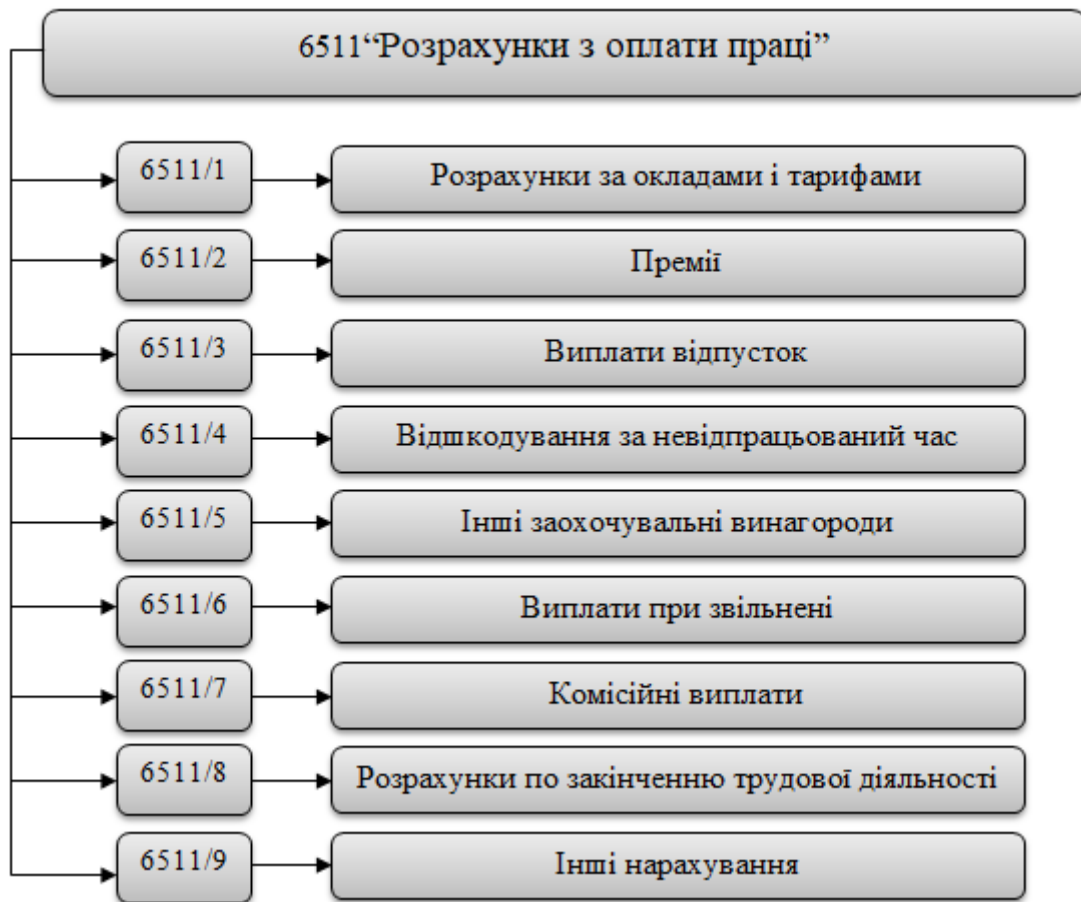 6511“Розрахунки з оплати праці”
6511/1 Розрахунки за окладами і тарифами
6511/2 Премії
6511/3 Виплати відпусток
6511/4 Відшкодування за невідпрацьований час
6511/5 Інші заохочувальні винагороди
6511/6 Виплати при звільнені
6511/7 Комісійні виплати
6511/8 Розрахунки по закінченню трудової діяльності
6511/9 Інші нарахування